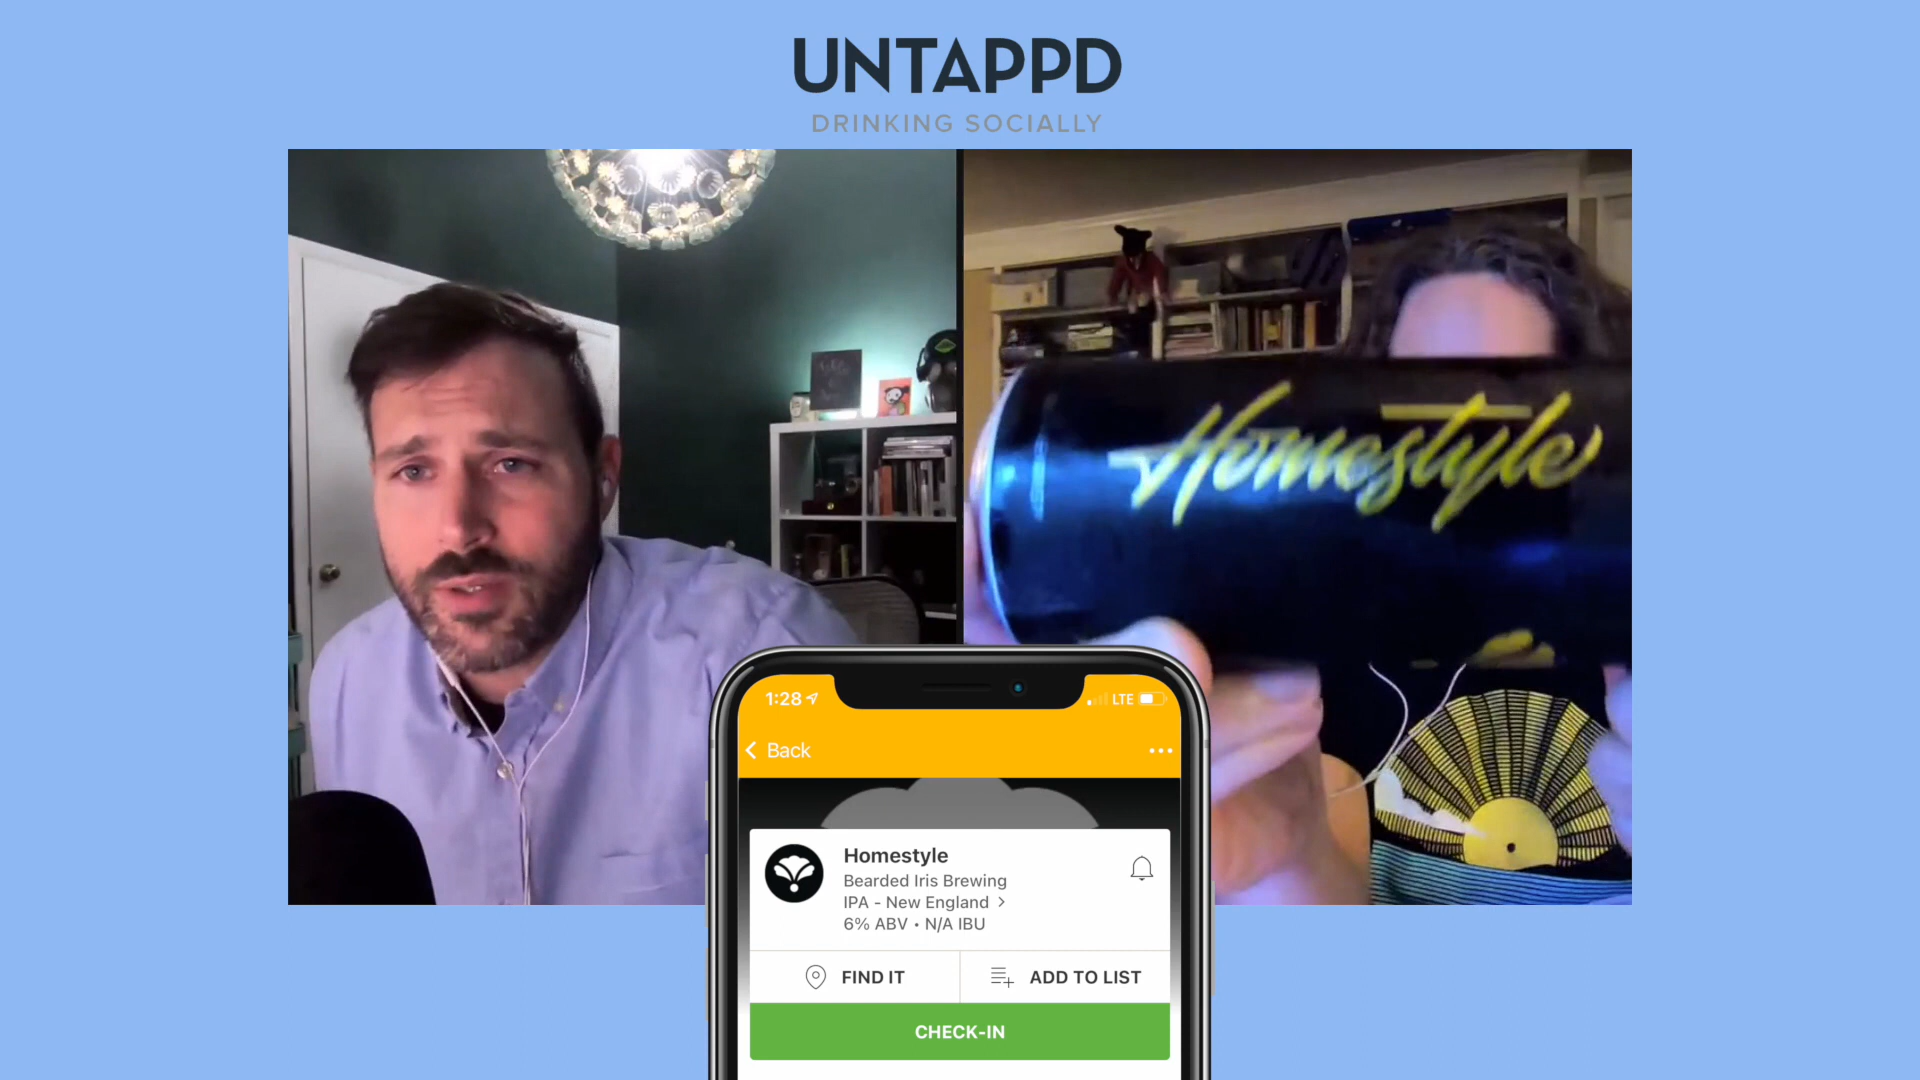 UNTAPPD
DRINKING SOCIALLY
Homestyle
1:28
LTE
Back
Homestyle
Bearded Iris Brewing
IPA - New England >
6% ABV • N/A IBU
FIND IT
ADD TO LIST
CHECK-IN